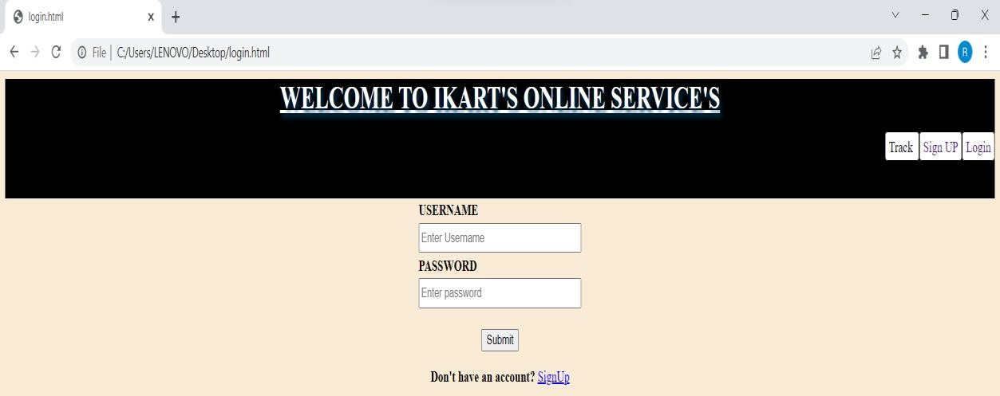 login.html
File | C:/Users/LENOVO/Desktop/login.html
R
WELCOME TO IKART'S ONLINE SERVICE'S
Track Sign UP Login
USERNAME
Enter Username
PASSWORD
Enter password
Submit
Don't have an account? SignUp